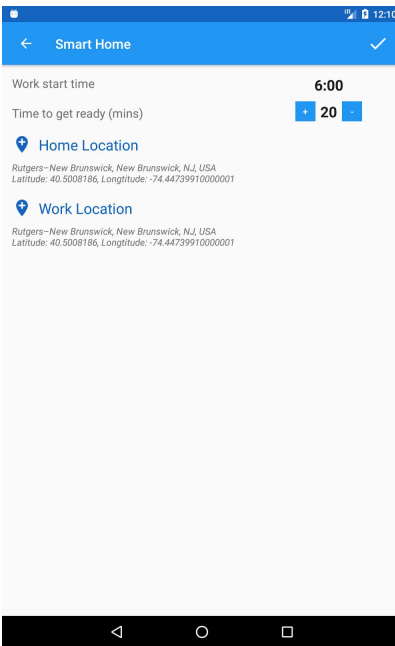 12:10
Smart Home
Work start time 6:00
Time to get ready (mins) + 20 -
Home Location
Rutgers–New Brunswick, New Brunswick, NJ, USA
Latitude: 40.5008186, Longtitude: -74.44739910000001
Work Location
Rutgers–New Brunswick, New Brunswick, NJ, USA
Latitude: 40.5008186, Longtitude: -74.44739910000001